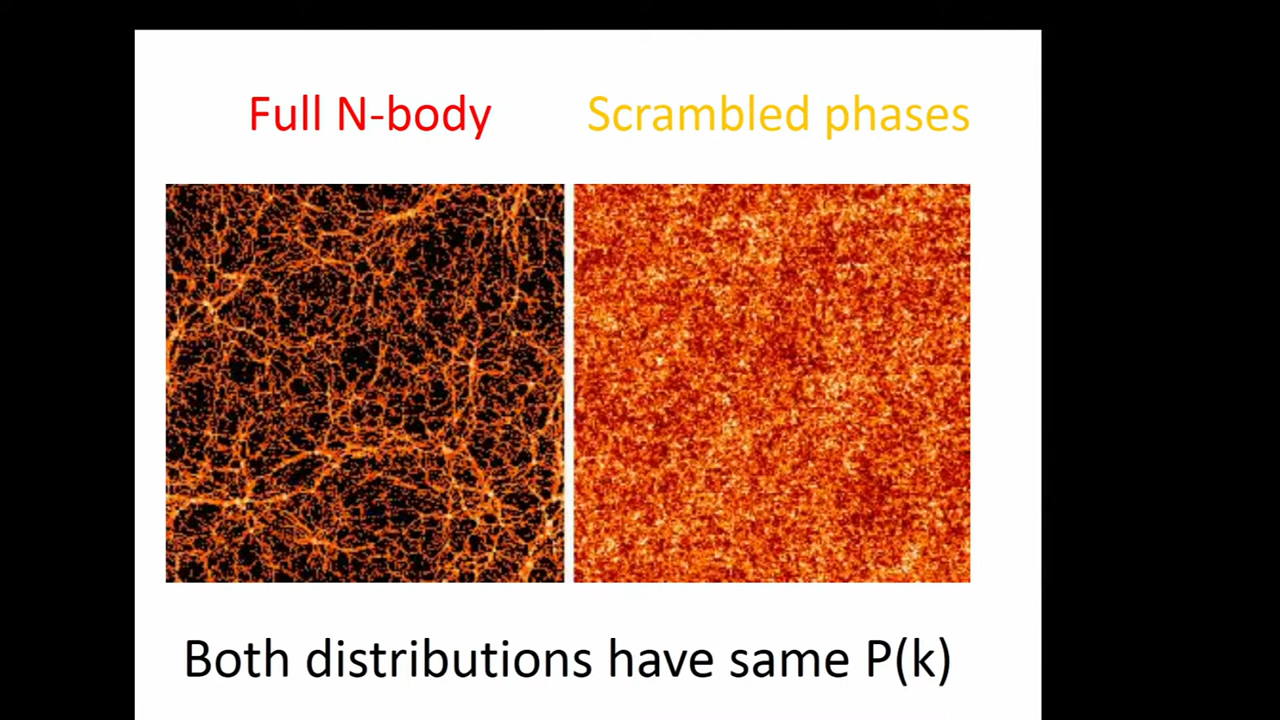 Full N-body
Scrambled phases
Both distributions have same P(k)